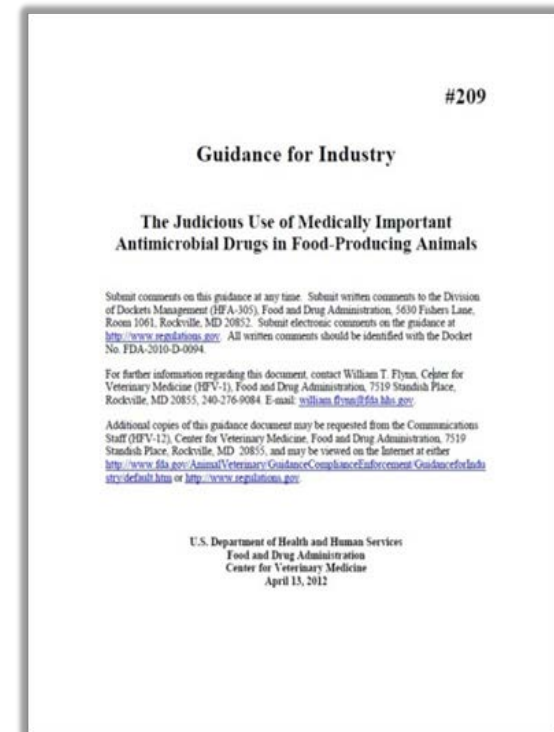 #209
Guidance for Industry
The Judicious Use of Medically Important
Antimicrobial Drugs in Food-Producing Animals
Submit comments on this guidance at any time. Submit written comments to the Division
of Dockets Management (HFA-305), Food and Drug Administration, 5630 Fishers Lane,
Room 1061, Rockville, MD 20852. Submit electronic comments on the guidance at
http://www.regulations.gov. All written comments should be identified with the Docket
No. FDA-2010-D-0094.
For further information regarding this document, contact William T. Flynn, Center for
Veterinary Medicine (HFV-1), Food and Drug Administration, 7519 Standish Place,
Rockville, MD 20855, 240-276-9084. E-mail: william.flynn@fda.hhs.gov.
Additional copies of this guidance document may be requested from the Communications
Staff (HFV-12), Center for Veterinary Medicine, Food and Drug Administration, 7519
Standish Place, Rockville, MD 20855, and may be viewed on the Internet at either
http://www.fda.gov/AnimalVeterinary/GuidanceComplianceEnforcement/GuidanceforIndu
stry/default.htm or http://www.regulations.gov.
U.S. Department of Health and Human Services
Food and Drug Administration
Center for Veterinary Medicine
April 13, 2012